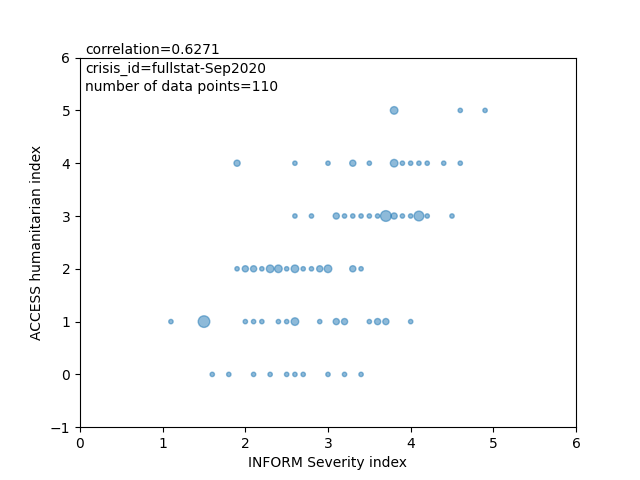 correlation=0.6271
crisis_id=fullstat-Sep2020
number of data points=110
6
5
4
3
2
1
0
−1
ACCESS humanitarian index
0 1 2 3 4 5 6
INFORM Severity index